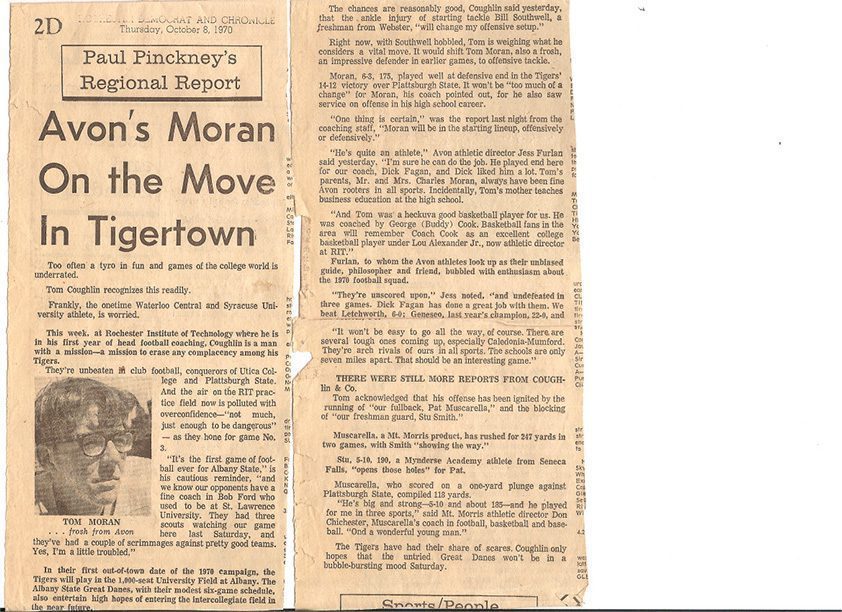 2D
DEMOCRAT AND CHRONICLE
Thursday, October 8, 1970
Paul Pinckney's
Regional Report
Avon's Moran
On the Move
In Tigertown
Too often a tyro in fun and games of the college world is
underrated.
Tom Coughlin recognizes this readily.
Frankly, the onetime Waterloo Central and Syracuse Uni-
versity athlete, is worried.
This week, at Rochester Institute of Technology where he is
in his first year of head football coaching, Coughlin is a man
with a mission—a mission to erase any complacency among his
Tigers.
They're unbeaten in club football, conquerors of Utica Col-
lege and Plattsburgh State.
And the air on the RIT prac-
tice field now is polluted with
overconfidence—"not much,
just enough to be dangerous"
— as they hone for game No.
3.
"It's the first game of foot-
ball ever for Albany State," is
his cautious reminder, "and
we know our opponents have a
fine coach in Bob Ford who
used to be at St. Lawrence
University. They had three
scouts watching our game
here last Saturday, and
TOM MORAN
. . . frosh from Avon
they've had a couple of scrimmages against pretty good teams.
Yes, I'm a little troubled."
In their first out-of-town date of the 1970 campaign, the
Tigers will play in the 1,000-seat University Field at Albany. The
Albany State Great Danes, with their modest six-game schedule,
also entertain high hopes of entering the intercollegiate field in
the near future.
The chances are reasonably good, Coughlin said yesterday,
that the ankle injury of starting tackle Bill Southwell, a
freshman from Webster, "will change my offensive setup."
Right now, with Southwell hobbled, Tom is weighing what he
considers a vital move. It would shift Tom Moran, also a frosh,
an impressive defender in earlier games, to offensive tackle.
Moran, 6-3, 175, played well at defensive end in the Tigers'
14-12 victory over Plattsburgh State. It won't be "too much of a
change" for Moran, his coach pointed out, for he also saw
service on offense in his high school career.
"One thing is certain," was the report last night from the
coaching staff, "Moran will be in the starting lineup, offensively
or defensively."
"He's quite an athlete," Avon athletic director Jess Furlan
said yesterday. "I'm sure he can do the job. He played end here
for our coach, Dick Fagan, and Dick liked him a lot. Tom's
parents, Mr. and Mrs. Charles Moran, always have been fine
Avon rooters in all sports. Incidentally, Tom's mother teaches
business education at the high school.
"And Tom was a heckuva good basketball player for us. He
was coached by George (Buddy) Cook. Basketball fans in the
area will remember Coach Cook as an excellent college
basketball player under Lou Alexander Jr., now athletic director
at RIT."
Furlan, to whom the Avon athletes look up as their unbiased
guide, philosopher and friend, bubbled with enthusiasm about
the 1970 football squad.
"They're unscored upon," Jess noted, "and undefeated in
three games. Dick Fagan has done a great job with them. We
beat Letchworth, 6-0; Geneseo, last year's champion, 22-0, and
"It won't be easy to go all the way, of course. There are
several tough ones coming up, especially Caledonia-Mumford.
They're arch rivals of ours in all sports. The schools are only
seven miles apart. That should be an interesting game."
THERE WERE STILL MORE REPORTS FROM COUGH-
lin & Co.
Tom acknowledged that his offense has been ignited by the
running of "our fullback, Pat Muscarella," and the blocking
of "our freshman guard, Stu Smith."
Muscarella, a Mt. Morris product, has rushed for 247 yards in
two games, with Smith "showing the way."
Stu, 5-10, 190, a Mynderse Academy athlete from Seneca
Falls, "opens those holes" for Pat.
Muscarella, who scored on a one-yard plunge against
Plattsburgh State, compiled 118 yards.
"He's big and strong—5-10 and about 185—and he played
for me in three sports," said Mt. Morris athletic director Don
Chichester, Muscarella's coach in football, basketball and base-
ball. "Ond a wonderful young man."
The Tigers have had their share of scares. Coughlin only
hopes that the untried Great Danes won't be in a
bubble-bursting mood Saturday.
Sports/People